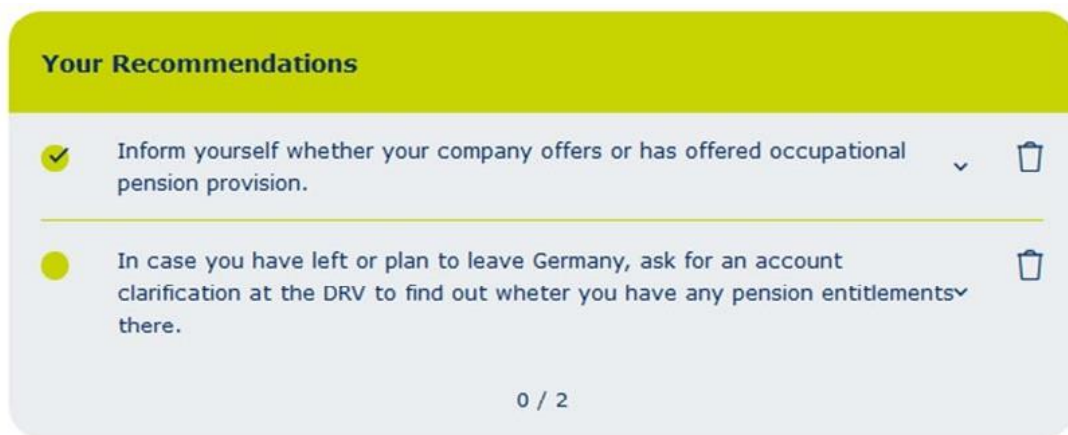 Your Recommendations
Inform yourself whether your company offers or has offered occupational
pension provision.
In case you have left or plan to leave Germany, ask for an account
clarification at the DRV to find out wheter you have any pension entitlements
there.
0 / 2